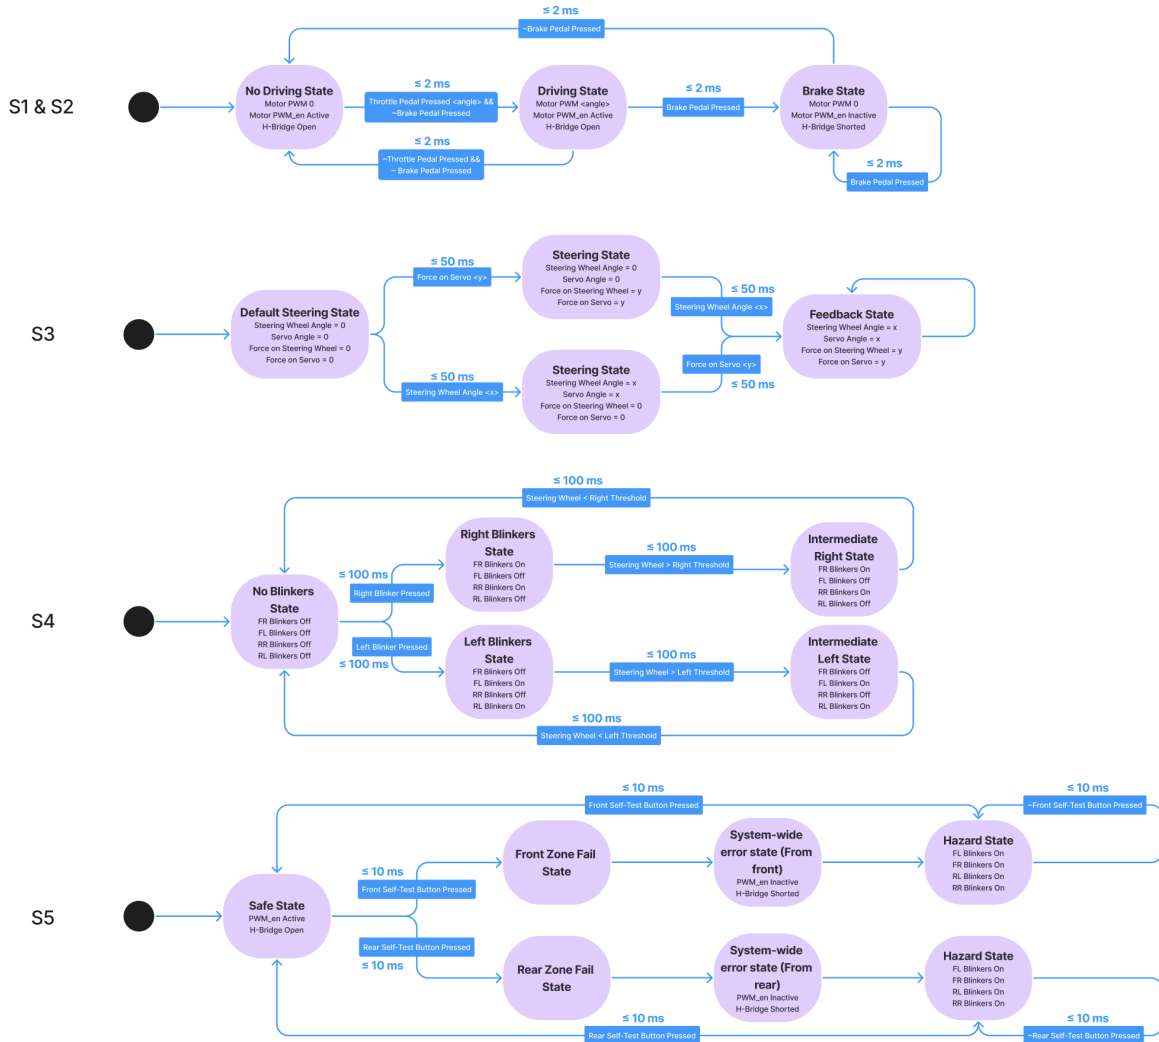 S1 & S2
≤ 2 ms
~Brake Pedal Pressed
No Driving State
Motor PWM 0
Motor PWM_en Active
H-Bridge Open
≤ 2 ms
Throttle Pedal Pressed <angle> &&
~Brake Pedal Pressed
Driving State
Motor PWM <angle>
Motor PWM_en Active
H-Bridge Open
≤ 2 ms
Brake Pedal Pressed
Brake State
Motor PWM 0
Motor PWM_en Inactive
H-Bridge Shorted
≤ 2 ms
~Throttle Pedal Pressed &&
~ Brake Pedal Pressed
≤ 2 ms
Brake Pedal Pressed
S3
Default Steering State
Steering Wheel Angle = 0
Servo Angle = 0
Force on Steering Wheel = 0
Force on Servo = 0
≤ 50 ms
Force on Servo <y>
Steering State
Steering Wheel Angle = 0
Servo Angle = 0
Force on Steering Wheel = y
Force on Servo = y
≤ 50 ms
Steering Wheel Angle <x>
≤ 50 ms
Steering Wheel Angle <x>
Steering State
Steering Wheel Angle = x
Servo Angle = x
Force on Steering Wheel = 0
Force on Servo = 0
Force on Servo <y>
≤ 50 ms
Feedback State
Steering Wheel Angle = x
Servo Angle = x
Force on Steering Wheel = y
Force on Servo = y
S4
≤ 100 ms
Steering Wheel < Right Threshold
No Blinkers
State
FR Blinkers Off
FL Blinkers Off
RR Blinkers Off
RL Blinkers Off
≤ 100 ms
Right Blinker Pressed
Right Blinkers
State
FR Blinkers On
FL Blinkers Off
RR Blinkers On
RL Blinkers Off
≤ 100 ms
Steering Wheel > Right Threshold
Intermediate
Right State
FR Blinkers On
FL Blinkers Off
RR Blinkers On
RL Blinkers Off
Left Blinker Pressed
≤ 100 ms
Left Blinkers
State
FR Blinkers Off
FL Blinkers On
RR Blinkers Off
RL Blinkers On
≤ 100 ms
Steering Wheel > Left Threshold
Intermediate
Left State
FR Blinkers Off
FL Blinkers On
RR Blinkers Off
RL Blinkers On
≤ 100 ms
Steering Wheel < Left Threshold
S5
≤ 10 ms
Front Self-Test Button Pressed
≤ 10 ms
~Front Self-Test Button Pressed
Safe State
PWM_en Active
H-Bridge Open
≤ 10 ms
Front Self-Test Button Pressed
Front Zone Fail
State
System-wide
error state (From
front)
PWM_en Inactive
H-Bridge Shorted
Hazard State
FL Blinkers On
FR Blinkers On
RL Blinkers On
RR Blinkers On
Rear Self-Test Button Pressed
≤ 10 ms
Rear Zone Fail
State
System-wide
error state (From
rear)
PWM_en Inactive
H-Bridge Shorted
Hazard State
FL Blinkers On
FR Blinkers On
RL Blinkers On
RR Blinkers On
≤ 10 ms
Rear Self-Test Button Pressed
≤ 10 ms
~Rear Self-Test Button Pressed